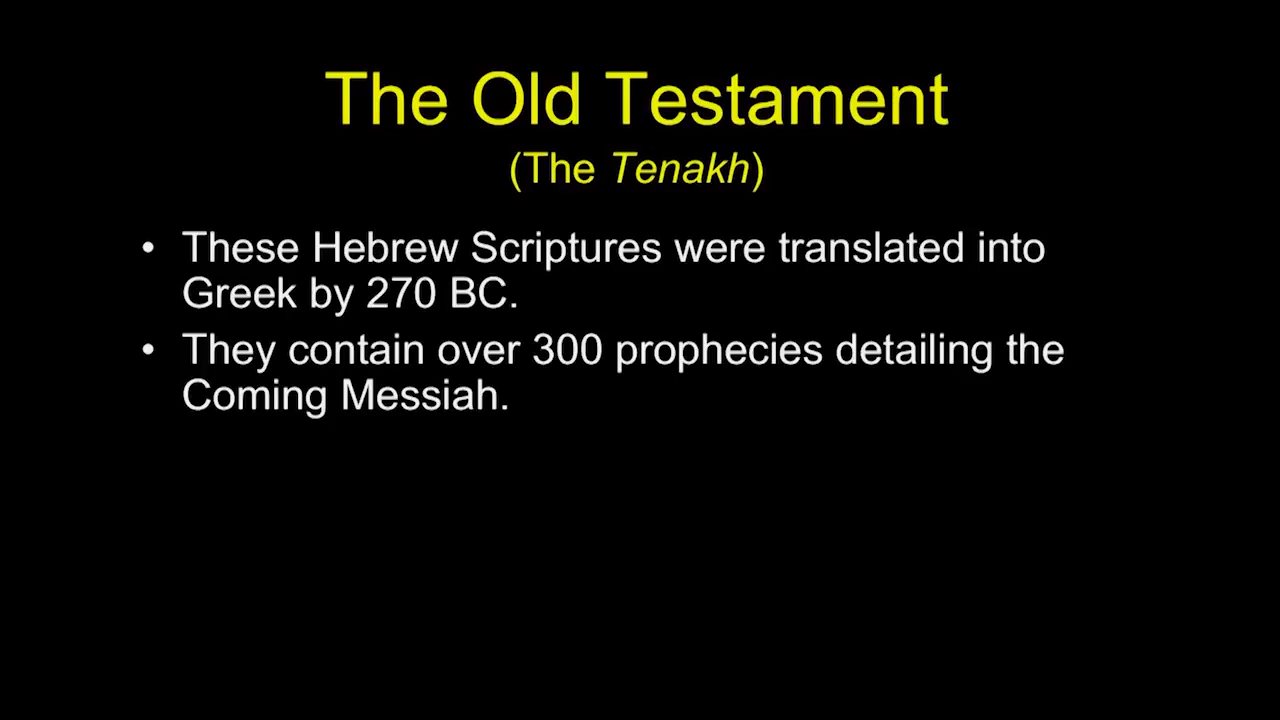 The Old Testament
(The Tenakh)
• These Hebrew Scriptures were translated into
Greek by 270 BC.
• They contain over 300 prophecies detailing the
Coming Messiah.